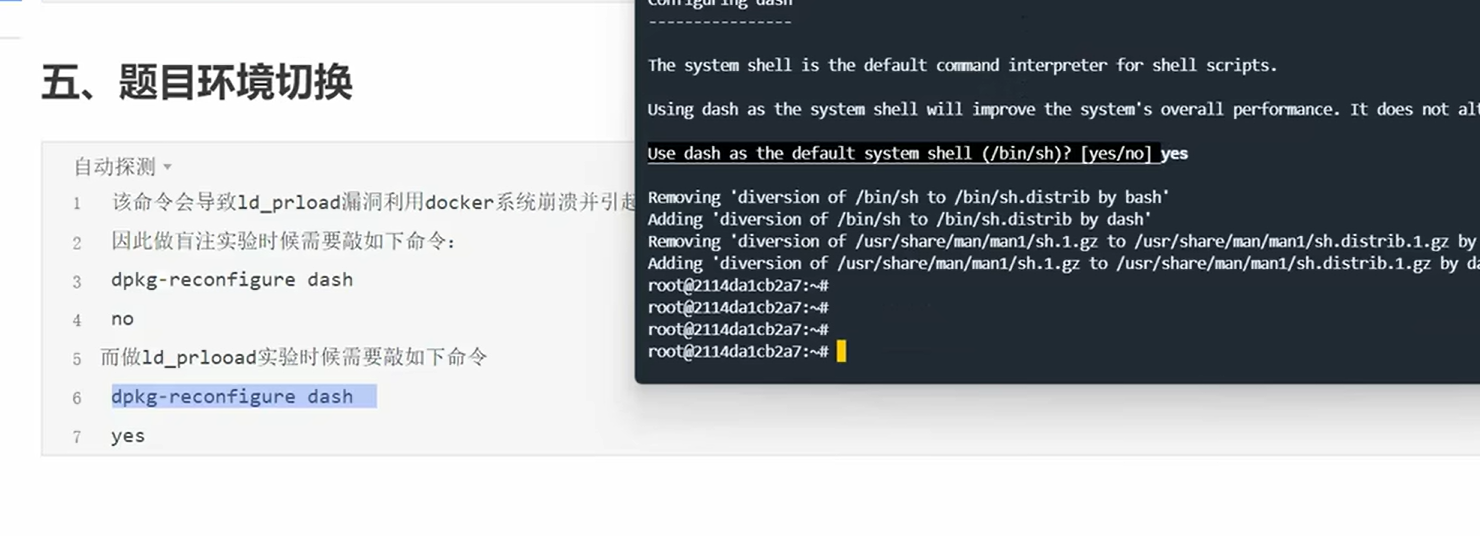 五、题目环境切换
自动探测
1 该命令会导致ld_prload漏洞利用docker系统崩溃并引起
2 因此做盲注实验时候需要敲如下命令：
3 dpkg-reconfigure dash
4 no
5 而做ld_prlooad实验时候需要敲如下命令
6 dpkg-reconfigure dash
7 yes
Configuring dash
----------------
The system shell is the default command interpreter for shell scripts.
Using dash as the system shell will improve the system's overall performance. It does not alt
Use dash as the default system shell (/bin/sh)? [yes/no] yes
Removing 'diversion of /bin/sh to /bin/sh.distrib by bash'
Adding 'diversion of /bin/sh to /bin/sh.distrib by dash'
Removing 'diversion of /usr/share/man/man1/sh.1.gz to /usr/share/man/man1/sh.distrib.1.gz by
Adding 'diversion of /usr/share/man/man1/sh.1.gz to /usr/share/man/man1/sh.distrib.1.gz by da
root@2114da1cb2a7:~#
root@2114da1cb2a7:~#
root@2114da1cb2a7:~#
root@2114da1cb2a7:~#